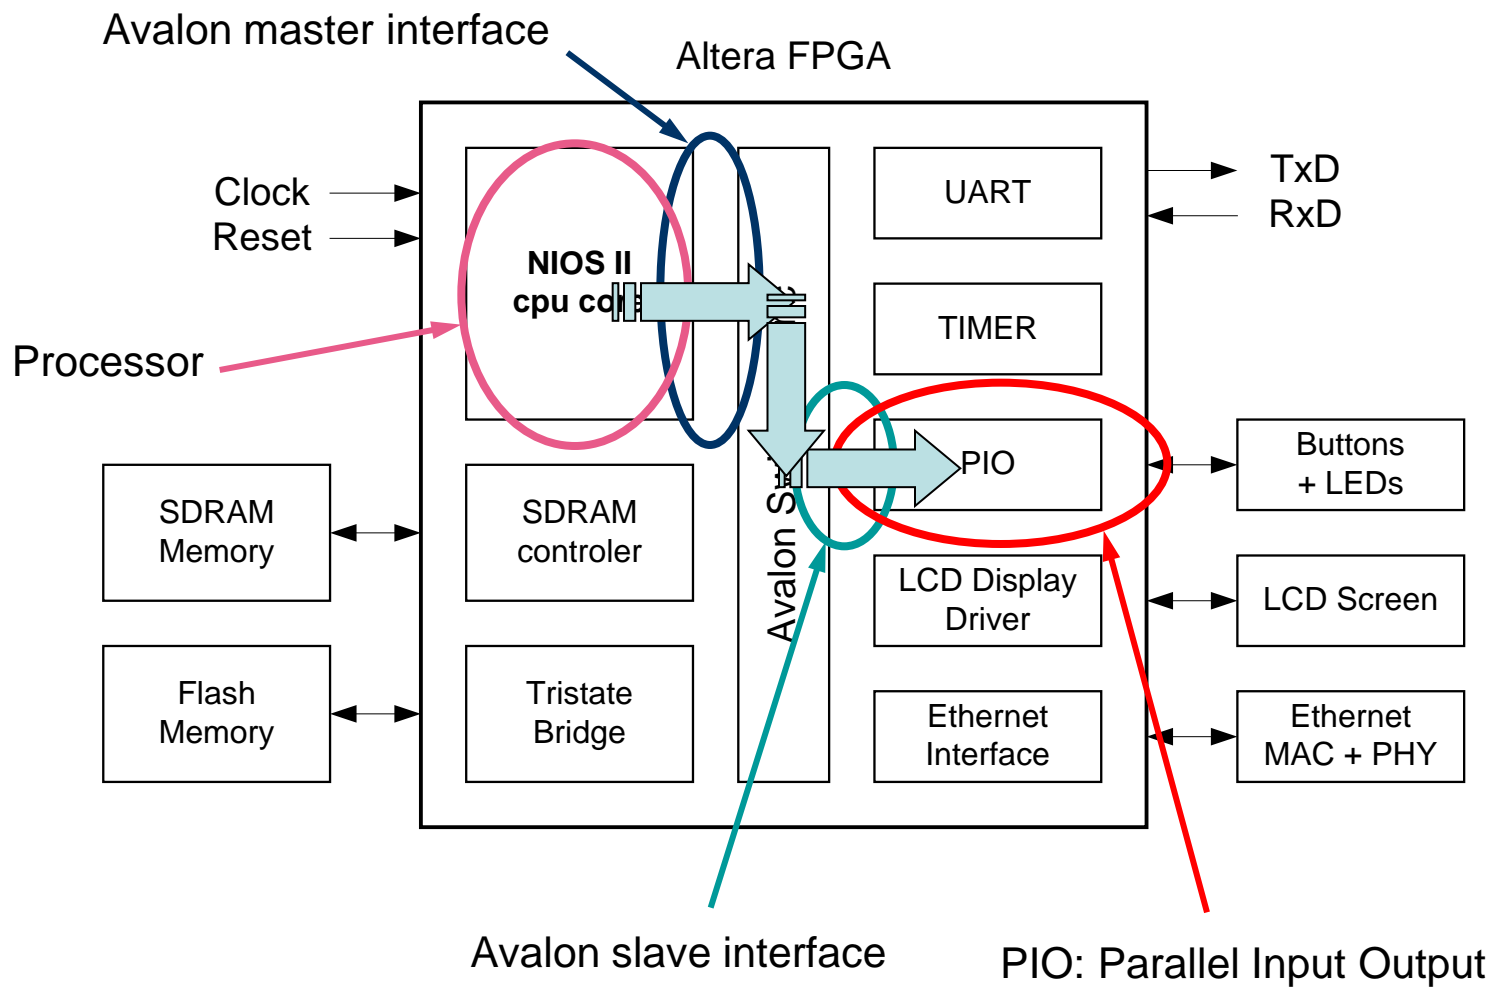 Avalon master interface
Altera FPGA
Clock
Reset
NIOS II
cpu core
Processor
UART
TIMER
TxD
RxD
PIO
Buttons
+ LEDs
SDRAM
Memory
SDRAM
controler
Avalon
LCD Display
Driver
LCD Screen
Flash
Memory
Tristate
Bridge
Ethernet
Interface
Ethernet
MAC + PHY
Avalon slave interface
PIO: Parallel Input Output